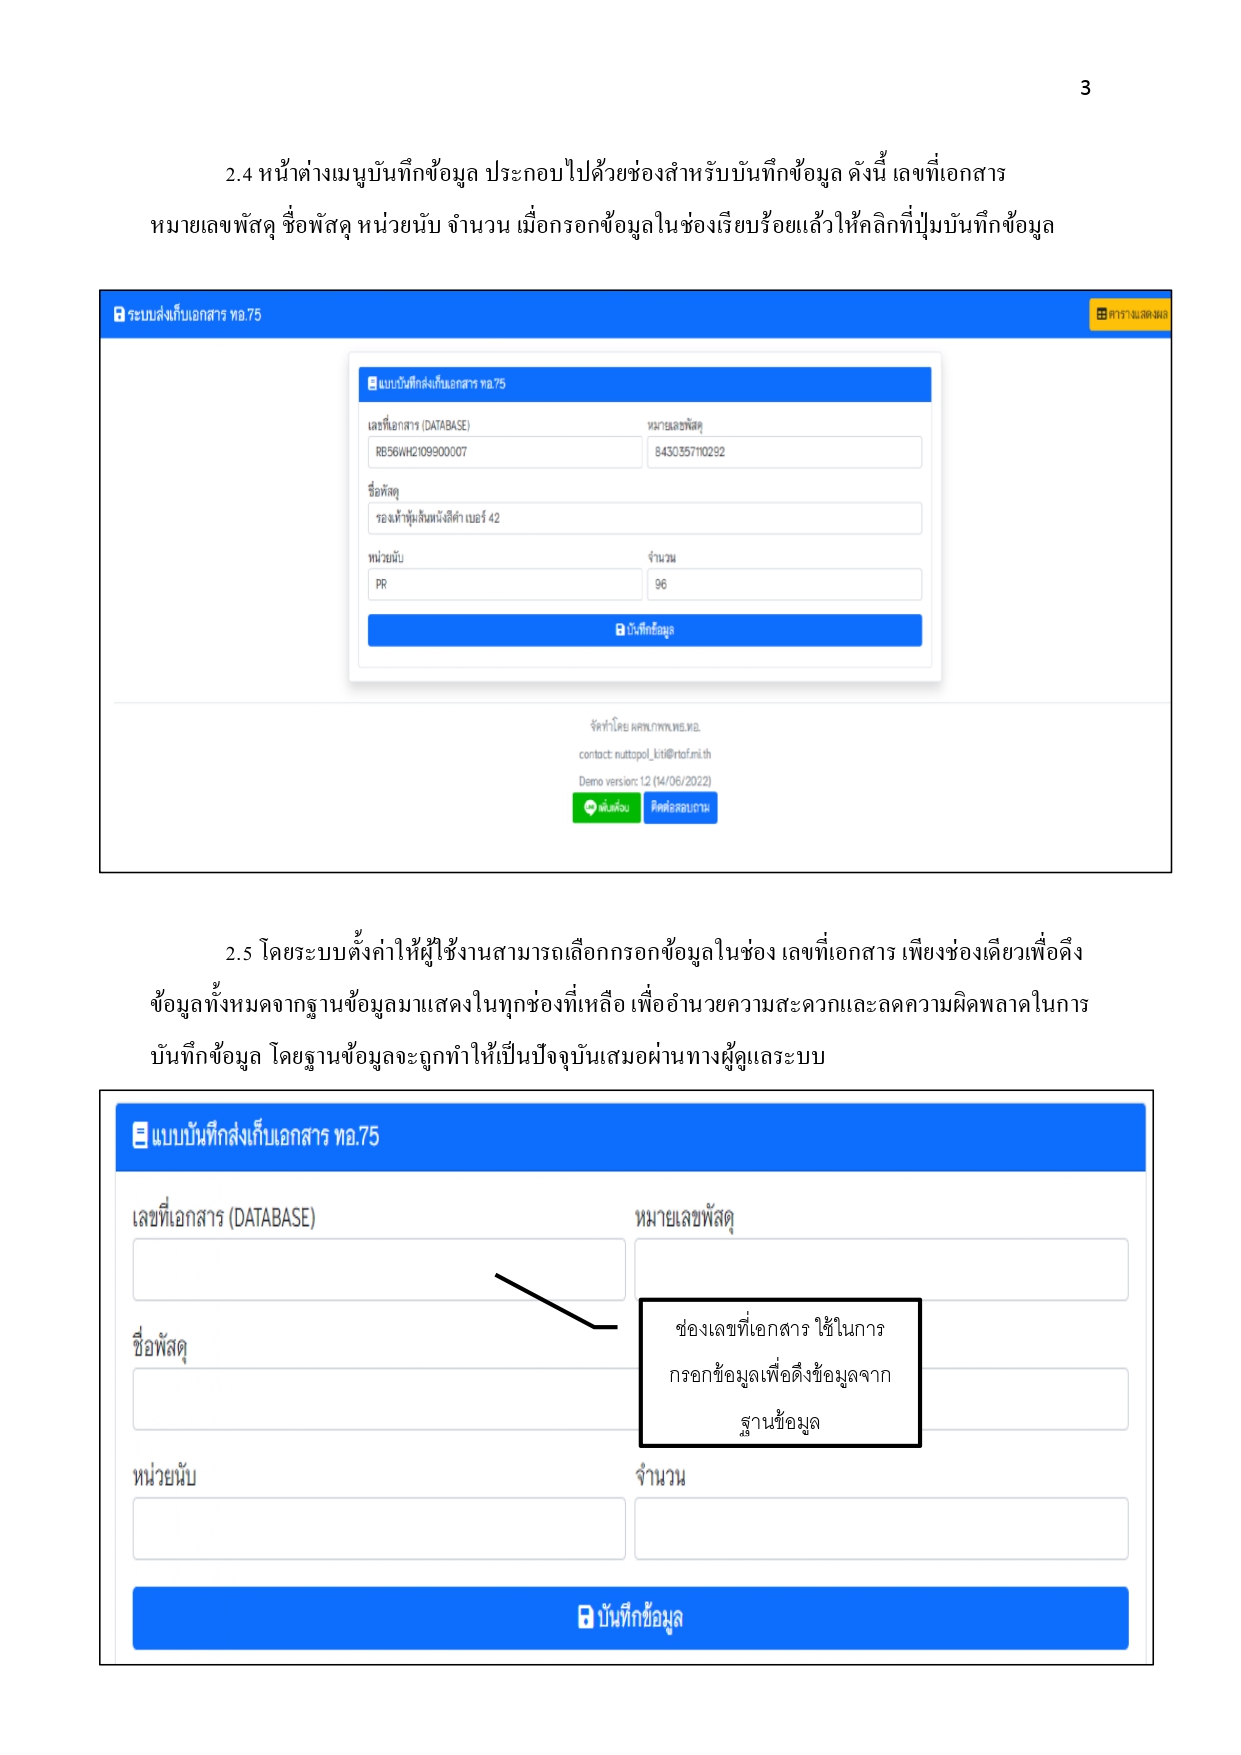 3
2.4 หน้าต่างเมนูบันทึกข้อมูล ประกอบไปด้วยช่องสำหรับบันทึกข้อมูล ดังนี้ เลขที่เอกสาร
หมายเลขพัสดุ ชื่อพัสดุ หน่วยนับ จำนวน เมื่อกรอกข้อมูลในช่องเรียบร้อยแล้วให้คลิกที่ปุ่มบันทึกข้อมูล
ระบบส่งเก็บเอกสาร ทอ.75
ตารางแสดงผล
แบบบันทึกส่งเก็บเอกสาร ทอ.75
เลขที่เอกสาร (DATABASE) หมายเลขพัสดุ
RB56WH2109900007 8430357110292
ชื่อพัสดุ
รองเท้าหุ้มส้นหนังสีดำ เบอร์ 42
หน่วยนับ จำนวน
PR 96
บันทึกข้อมูล
จัดทำโดย ผคพ.กพพ.พธ.ทอ.
contact: nuttapol_kiti@rtaf.mi.th
Demo version: 1.2 (14/06/2022)
เพิ่มเพื่อน ติดต่อสอบถาม
2.5 โดยระบบตั้งค่าให้ผู้ใช้งานสามารถเลือกกรอกข้อมูลในช่อง เลขที่เอกสาร เพียงช่องเดียวเพื่อดึง
ข้อมูลทั้งหมดจากฐานข้อมูลมาแสดงในทุกช่องที่เหลือ เพื่ออำนวยความสะดวกและลดความผิดพลาดในการ
บันทึกข้อมูล โดยฐานข้อมูลจะถูกทำให้เป็นปัจจุบันเสมอผ่านทางผู้ดูแลระบบ
แบบบันทึกส่งเก็บเอกสาร ทอ.75
เลขที่เอกสาร (DATABASE) หมายเลขพัสดุ
ช่องเลขที่เอกสาร ใช้ในการ
กรอกข้อมูลเพื่อดึงข้อมูลจาก
ฐานข้อมูล
ชื่อพัสดุ
หน่วยนับ จำนวน
บันทึกข้อมูล